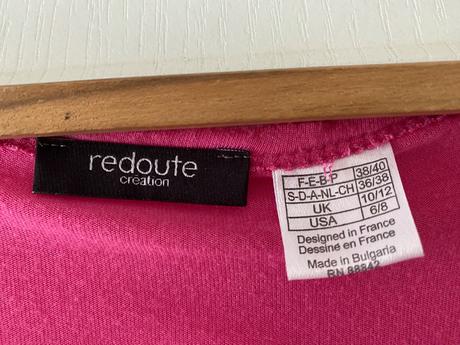 redoute
création
F-E-B-P 38/40
S-D-A-NL-CH 36/38
UK 10/12
USA 6/8
Designed in France
Dessiné en France
Made in Bulgaria
RN 88842